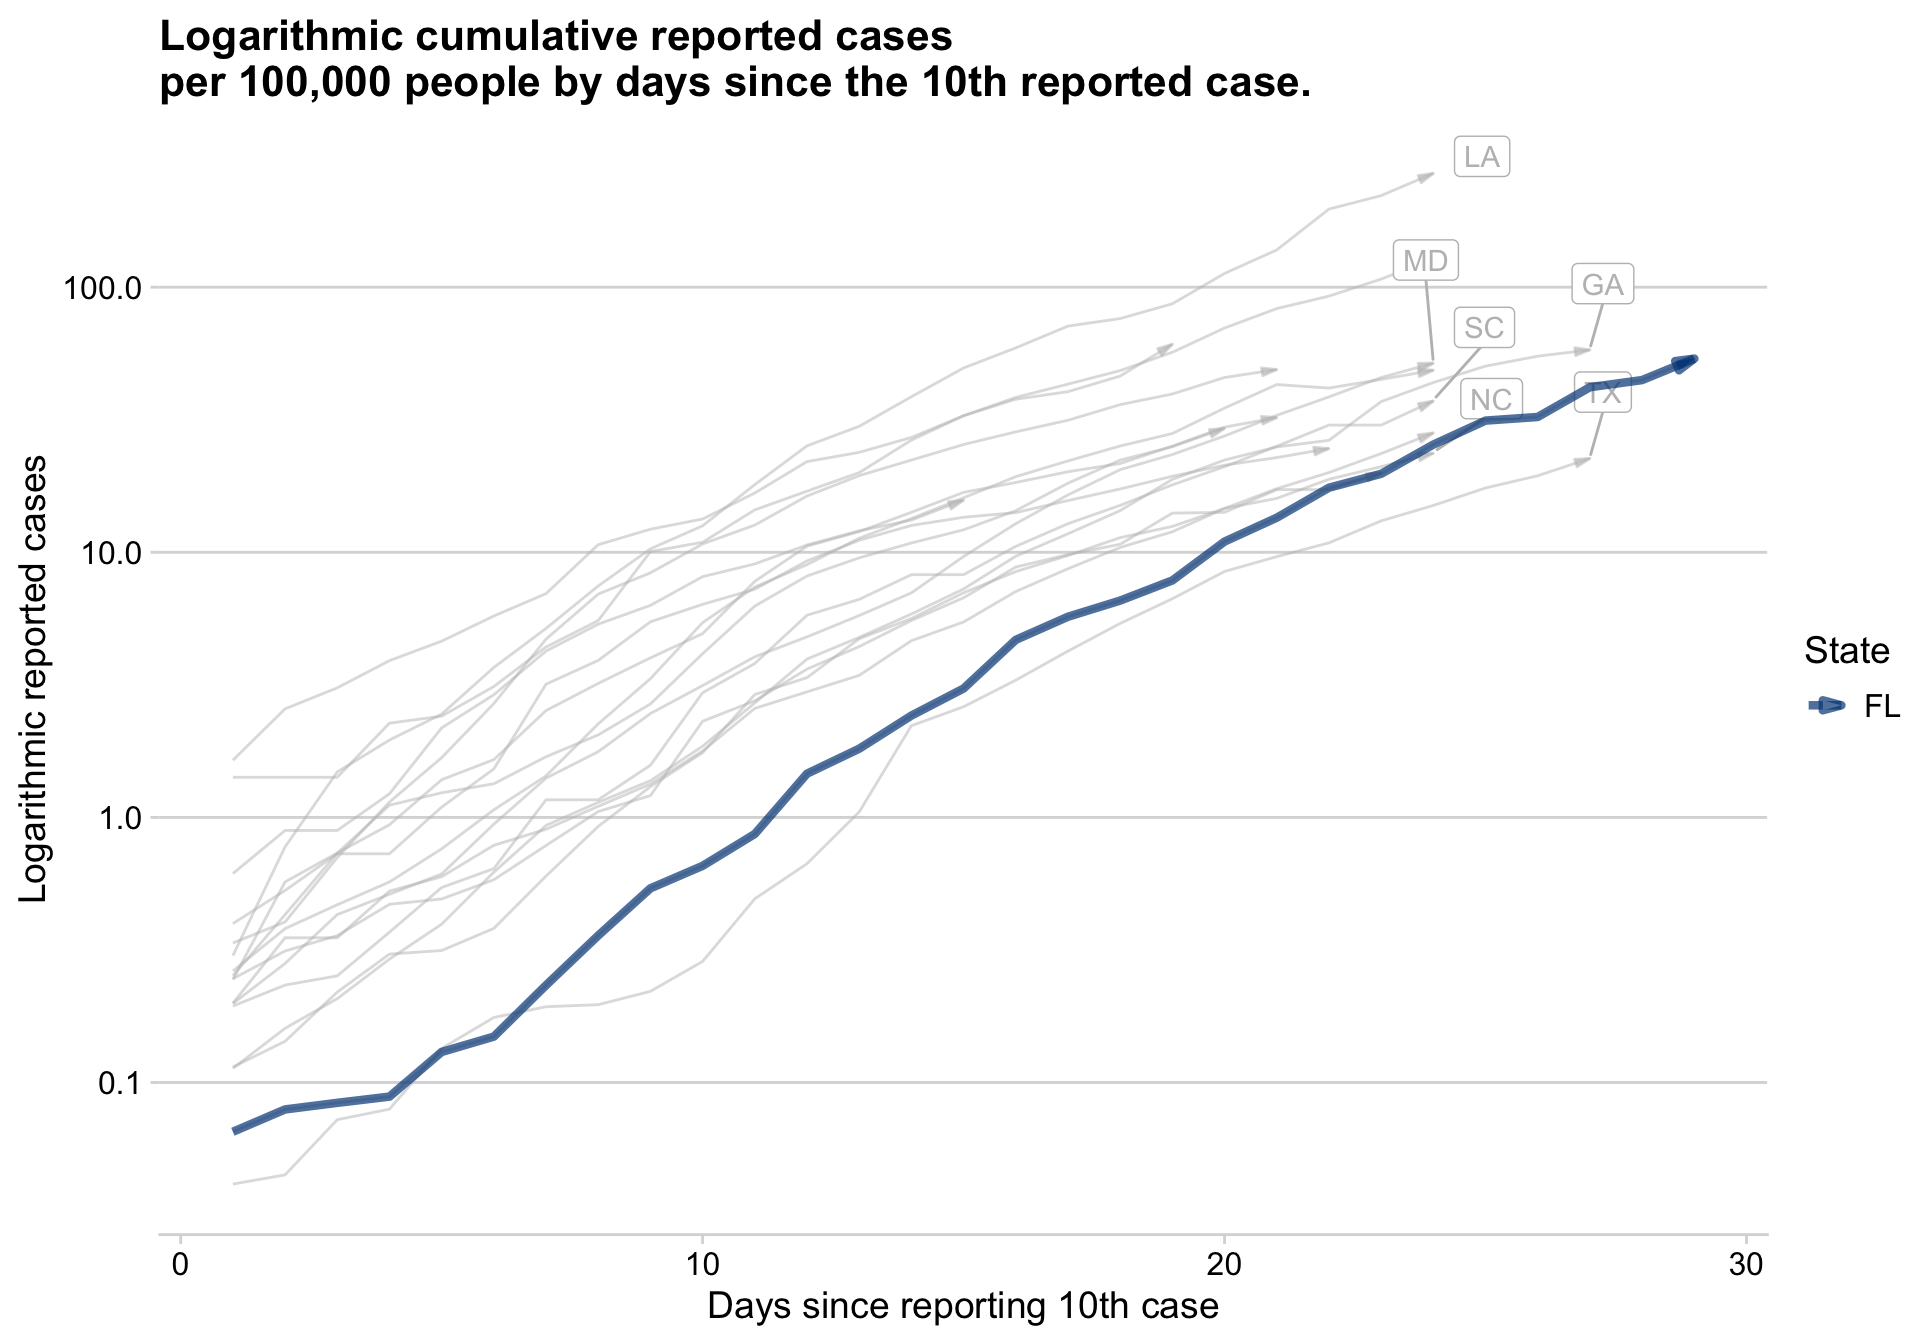 Logarithmic cumulative reported cases
per 100,000 people by days since the 10th reported case.
LA
MD
GA
100.0
SC
TX
NC
Logarithmic reported cases
10.0
State
FL
1.0
0.1
0
10
20
30
Days since reporting 10th case